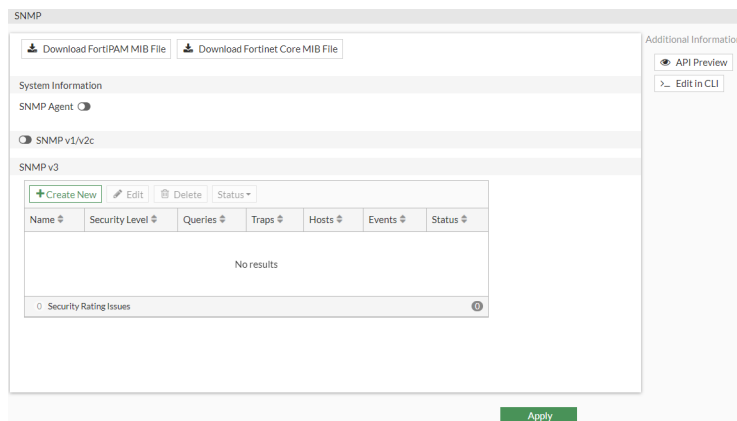 SNMP
Download FortiPAM MIB File Download Fortinet Core MIB File
Additional Information
API Preview
>_ Edit in CLI
System Information
SNMP Agent
SNMP v1/v2c
SNMP v3
+ Create New Edit Delete Status
Name Security Level Queries Traps Hosts Events Status
No results
0 Security Rating Issues 0
Apply